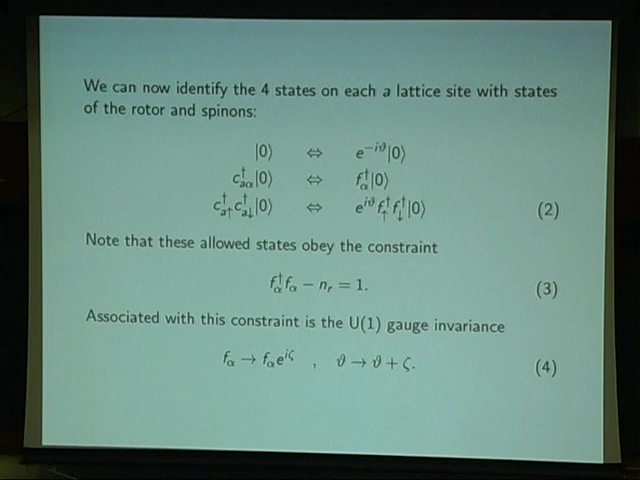 We can now identify the 4 states on each a lattice site with states
of the rotor and spinons:
|0⟩ ⇔ e^{-iϑ}|0⟩
c†_{aα}|0⟩ ⇔ f†_α|0⟩
c†_{a↑}c†_{a↓}|0⟩ ⇔ e^{iϑ}f†_↑f†_↓|0⟩ (2)
Note that these allowed states obey the constraint
f†_α f_α − n_r = 1. (3)
Associated with this constraint is the U(1) gauge invariance
f_α → f_α e^{iζ} , ϑ → ϑ + ζ. (4)